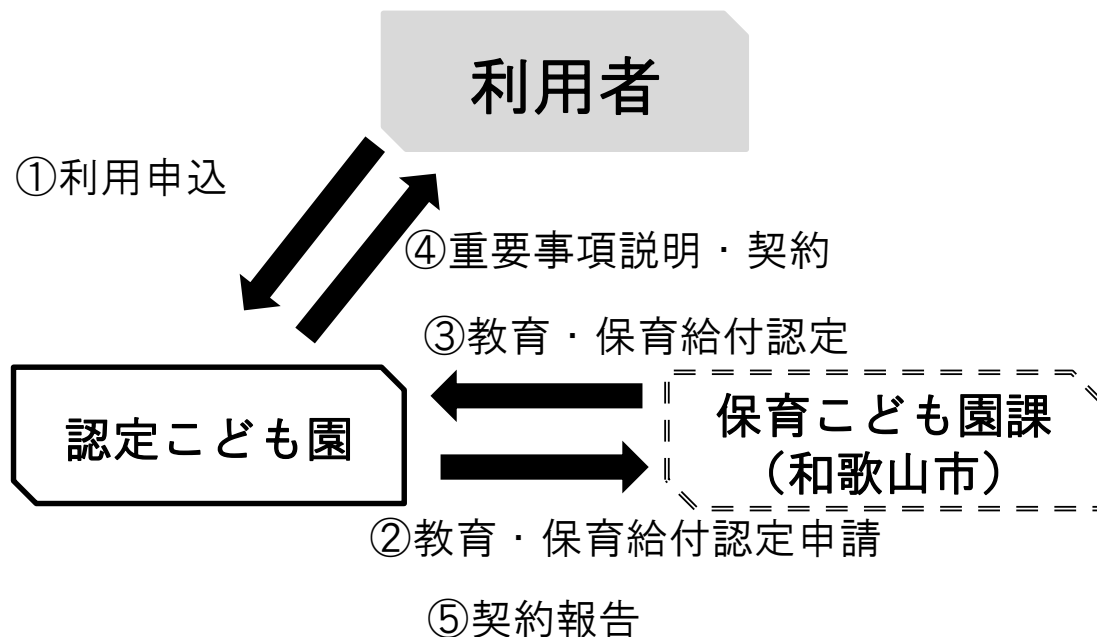 利用者
①利用申込
④重要事項説明・契約
③教育・保育給付認定
認定こども園
保育こども園課
(和歌山市)
②教育・保育給付認定申請
⑤契約報告